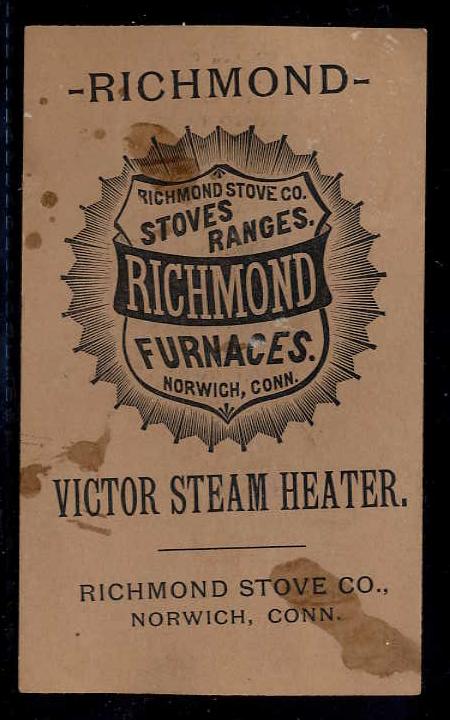 -RICHMOND-
RICHMOND STOVE CO.
STOVES
RANGES.
RICHMOND
FURNACES.
NORWICH, CONN.
VICTOR STEAM HEATER.
RICHMOND STOVE CO.,
NORWICH, CONN.